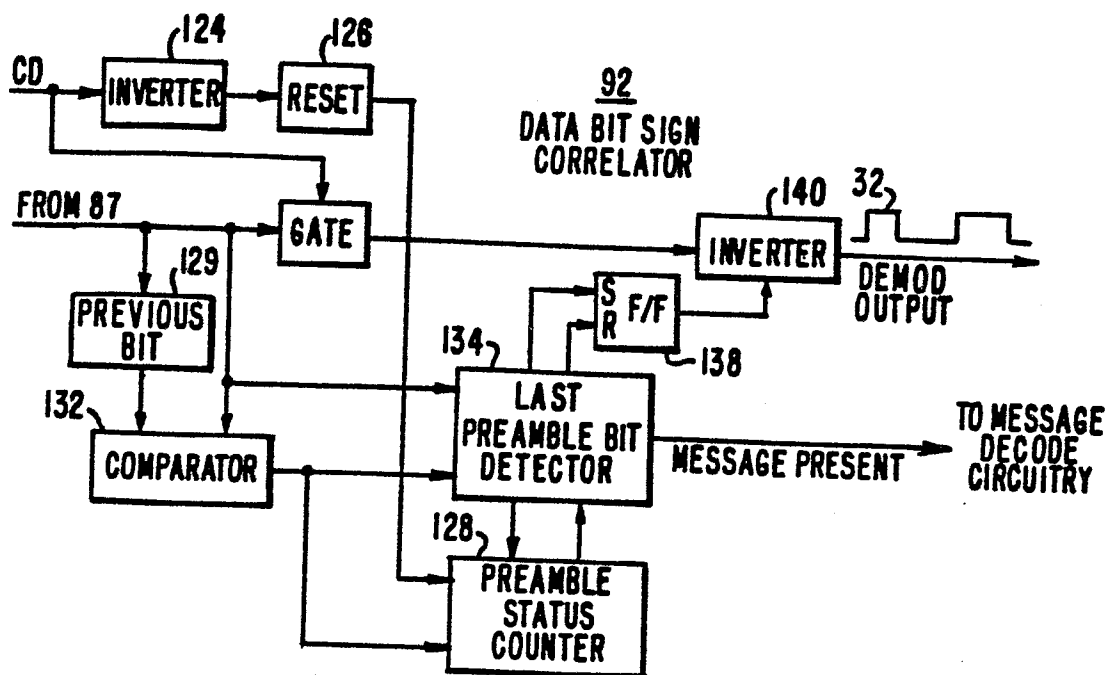 124
126
CD
INVERTER
RESET
92
DATA BIT SIGN
CORRELATOR
FROM 87
GATE
140
INVERTER
32
DEMOD
OUTPUT
129
PREVIOUS
BIT
S
R
F/F
138
134
LAST
PREAMBLE BIT
DETECTOR
132
COMPARATOR
MESSAGE PRESENT
TO MESSAGE
DECODE
CIRCUITRY
128
PREAMBLE
STATUS
COUNTER